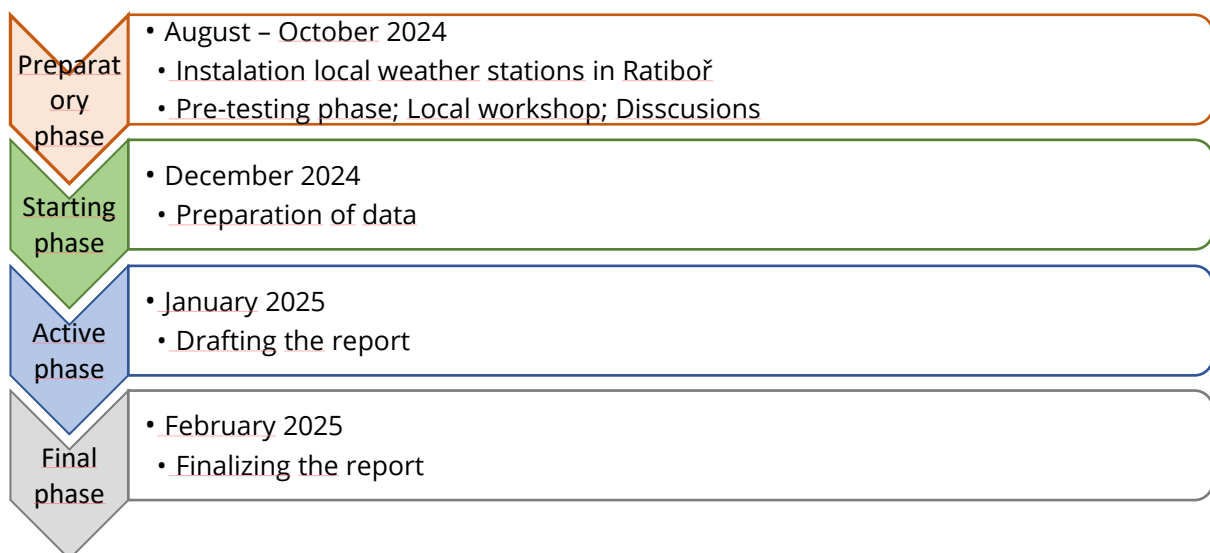 Preparat
ory
phase
• August – October 2024
• Instalation local weather stations in Ratiboř
• Pre-testing phase; Local workshop; Disscusions
Starting
phase
• December 2024
• Preparation of data
Active
phase
• January 2025
• Drafting the report
Final
phase
• February 2025
• Finalizing the report